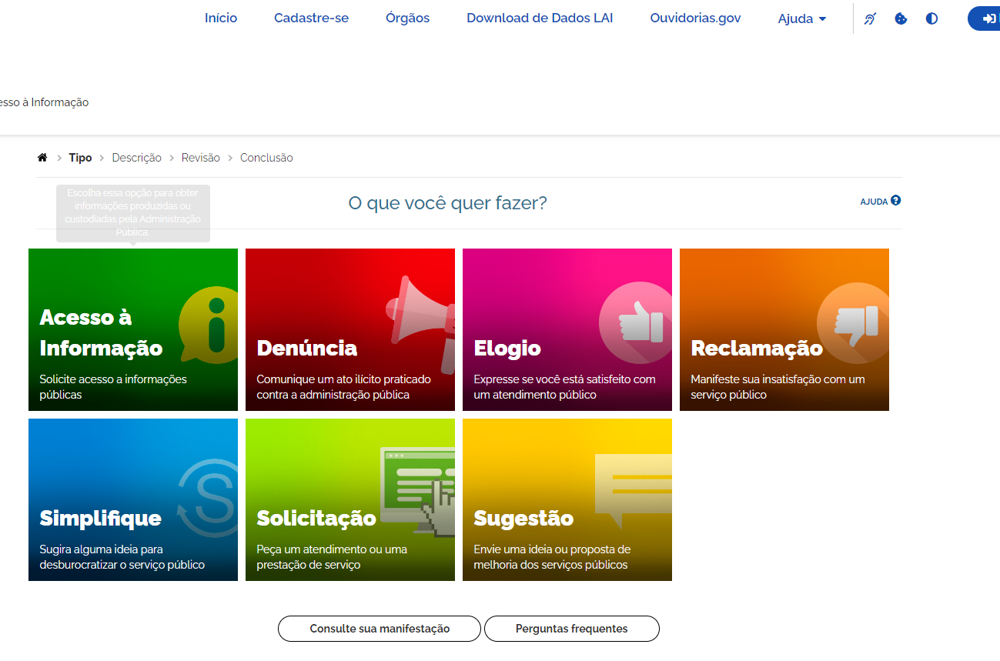 Início Cadastre-se Órgãos Download de Dados LAI Ouvidorias.gov Ajuda
à Informação
Tipo Descrição Revisão Conclusão
Escolha essa opção para obter
informações produzidas ou
custodiadas pela Administração
Pública.
O que você quer fazer?
AJUDA
Acesso à
Informação
Solicite acesso a informações
públicas
Denúncia
Comunique um ato ilícito praticado
contra a administração pública
Elogio
Expresse se você está satisfeito com
um atendimento público
Reclamação
Manifeste sua insatisfação com um
serviço público
Simplifique
Sugira alguma ideia para
desburocratizar o serviço público
Solicitação
Peça um atendimento ou uma
prestação de serviço
Sugestão
Envie uma ideia ou proposta de
melhoria dos serviços públicos
Consulte sua manifestação
Perguntas frequentes